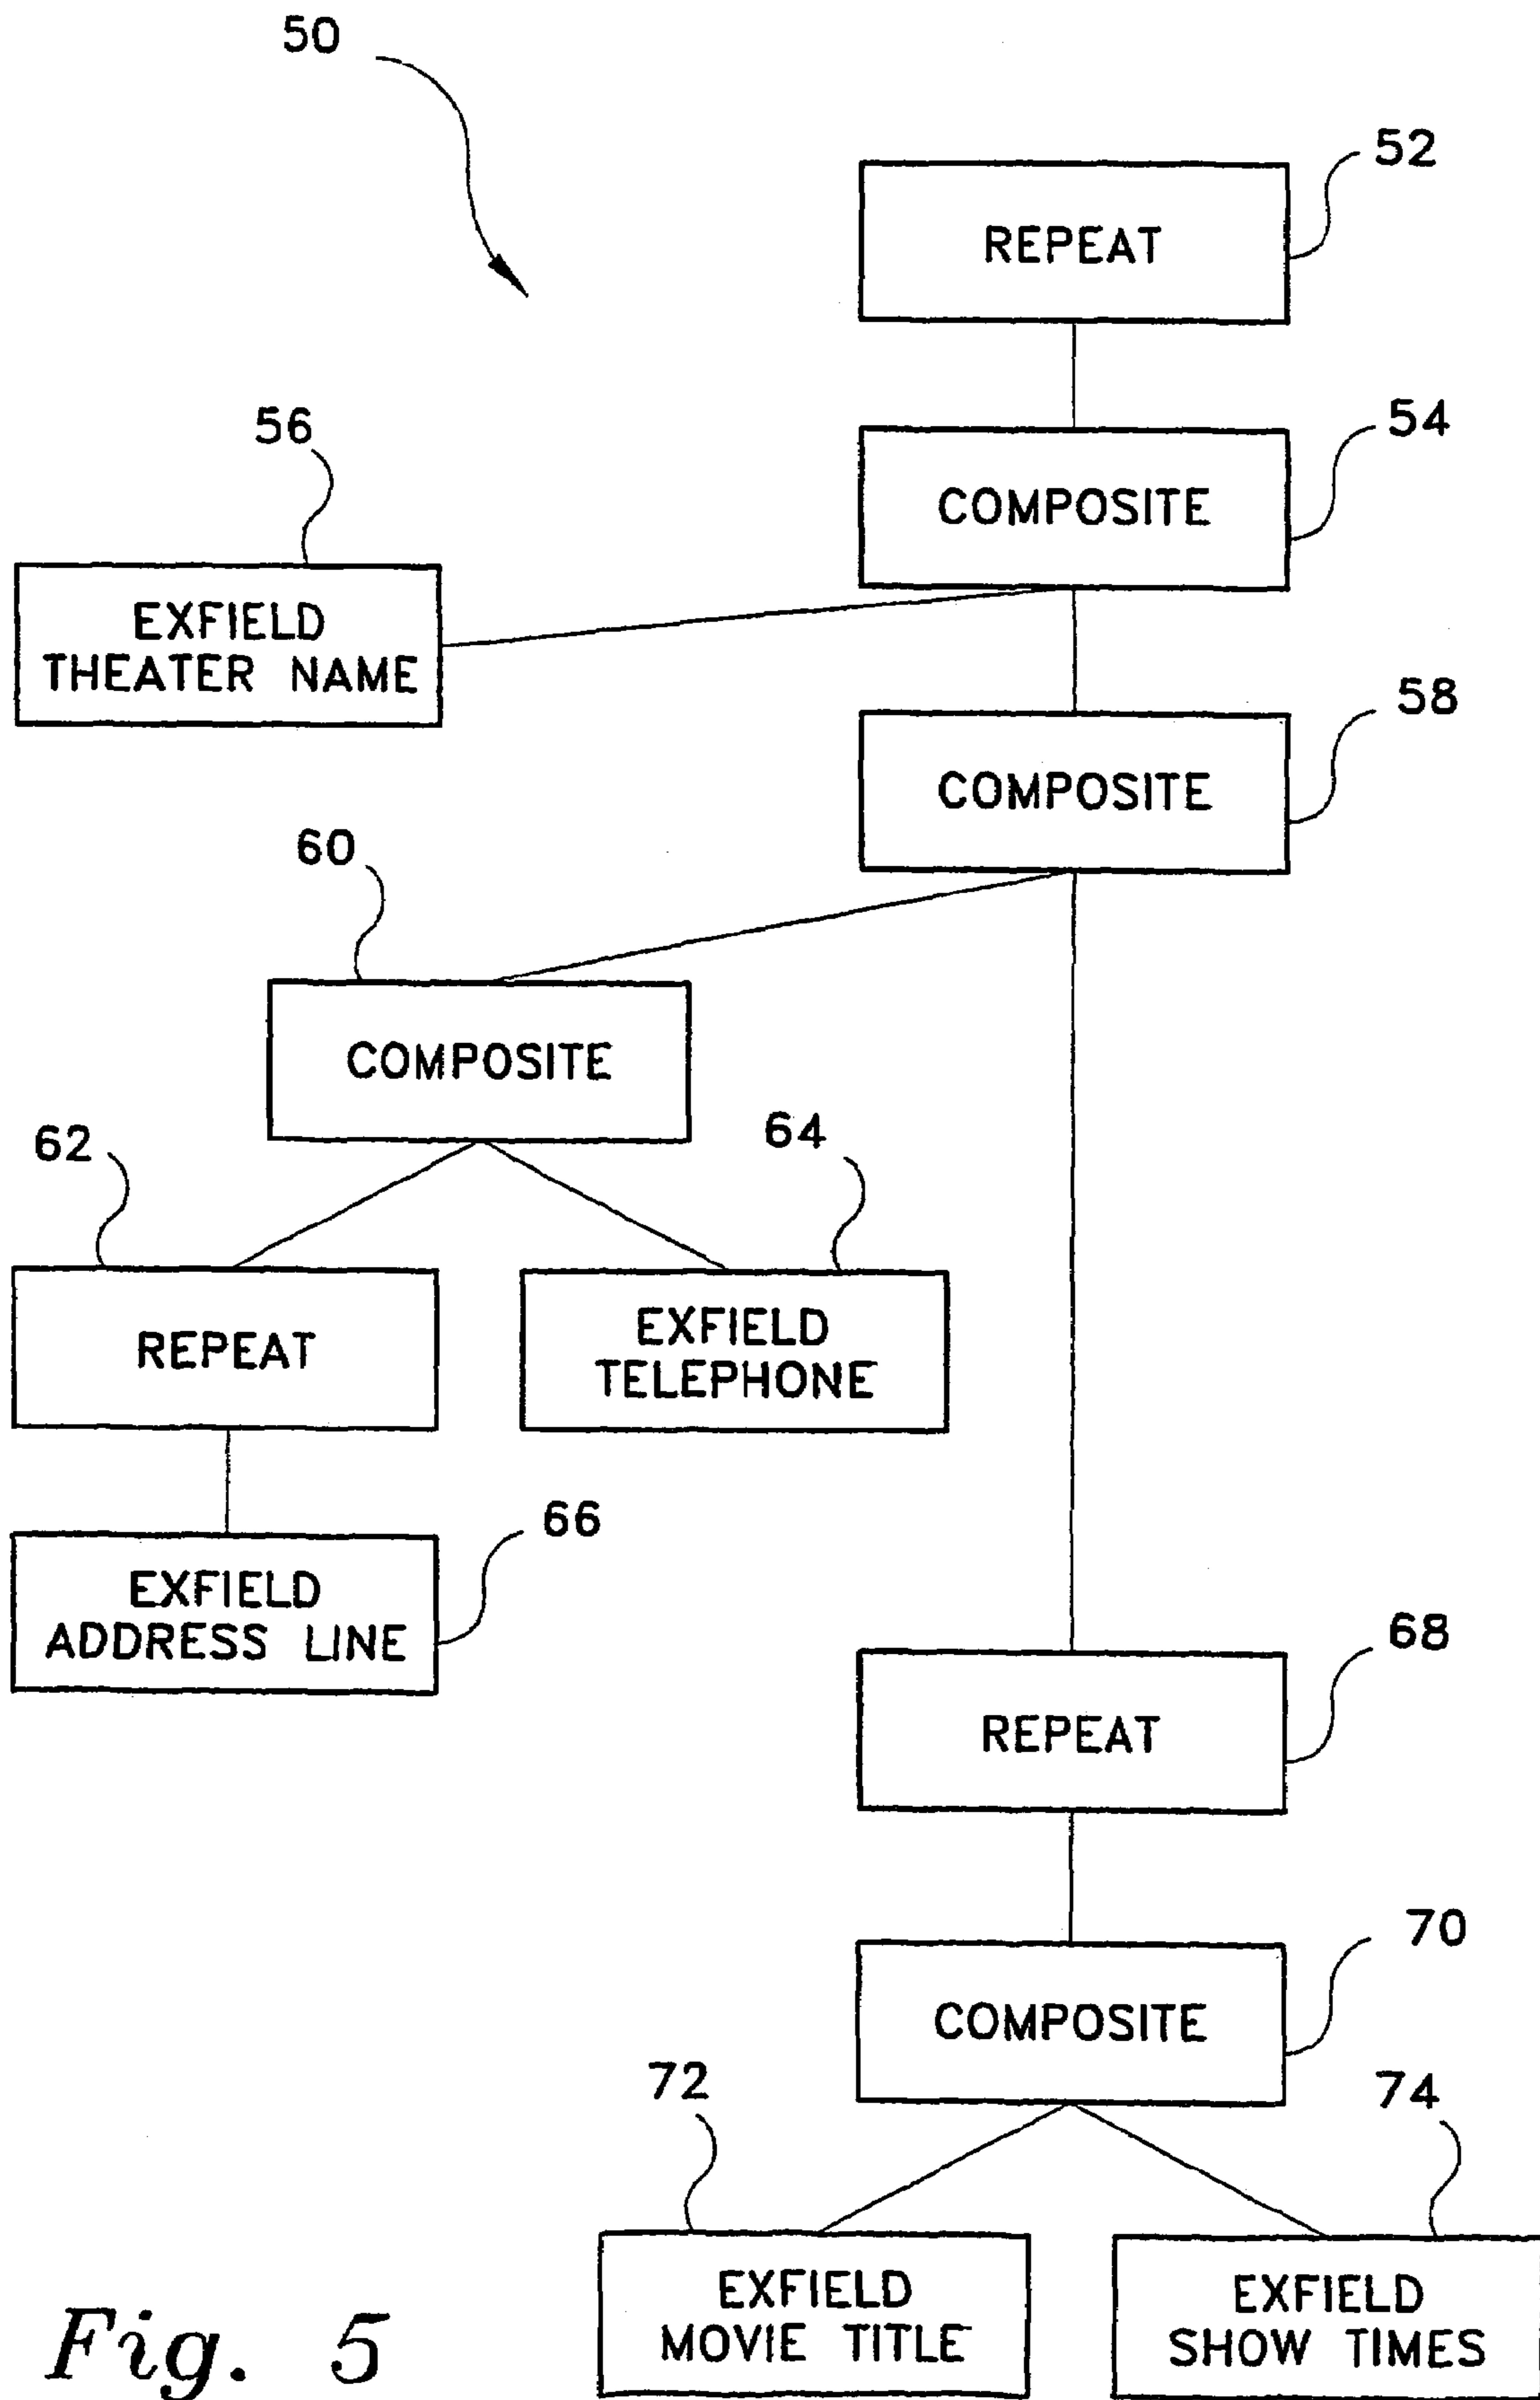 50
52
REPEAT
54
COMPOSITE
56
EXFIELD
THEATER NAME
58
COMPOSITE
60
COMPOSITE
62
REPEAT
64
EXFIELD
TELEPHONE
66
EXFIELD
ADDRESS LINE
68
REPEAT
70
COMPOSITE
72
EXFIELD
MOVIE TITLE
74
EXFIELD
SHOW TIMES
Fig. 5